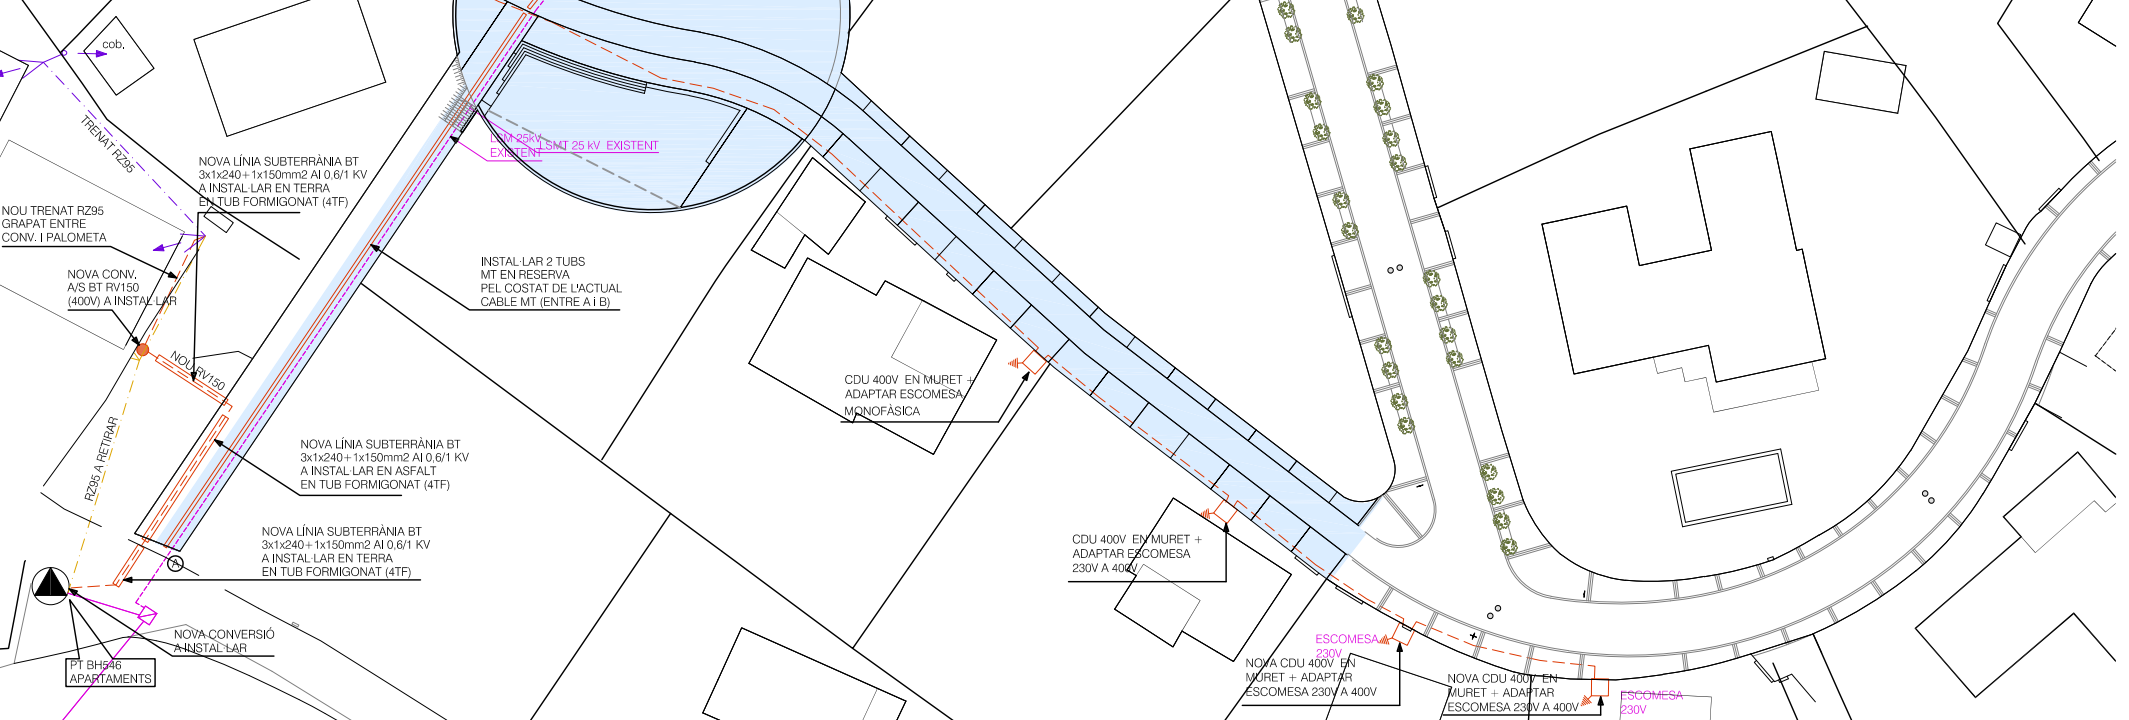 cob.
TRENAT RZ95
NOVA LÍNIA SUBTERRÀNIA BT
3x1x240+1x150mm2 Al 0,6/1 KV
A INSTAL·LAR EN TERRA
EN TUB FORMIGONAT (4TF)
NOU TRENAT RZ95
GRAPAT ENTRE
CONV. I PALOMETA
NOVA CONV.
A/S BT RV150
(400V) A INSTAL·LAR
NOU RV150
RZ95 A RETIRAR
LSM 25kV
EXISTENT
LSMT 25 kV EXISTENT
INSTAL·LAR 2 TUBS
MT EN RESERVA
PEL COSTAT DE L'ACTUAL
CABLE MT (ENTRE A i B)
NOVA LÍNIA SUBTERRÀNIA BT
3x1x240+1x150mm2 Al 0,6/1 KV
A INSTAL·LAR EN ASFALT
EN TUB FORMIGONAT (4TF)
NOVA LÍNIA SUBTERRÀNIA BT
3x1x240+1x150mm2 Al 0,6/1 KV
A INSTAL·LAR EN TERRA
EN TUB FORMIGONAT (4TF)
A
NOVA CONVERSIÓ
A INSTAL·LAR
PT BH546
APARTAMENTS
CDU 400V EN MURET +
ADAPTAR ESCOMESA
MONOFÀSICA
CDU 400V EN MURET +
ADAPTAR ESCOMESA
230V A 400V
ESCOMESA
230V
NOVA CDU 400V EN
MURET + ADAPTAR
ESCOMESA 230V A 400V
NOVA CDU 400V EN
MURET + ADAPTAR
ESCOMESA 230V A 400V
ESCOMESA
230V